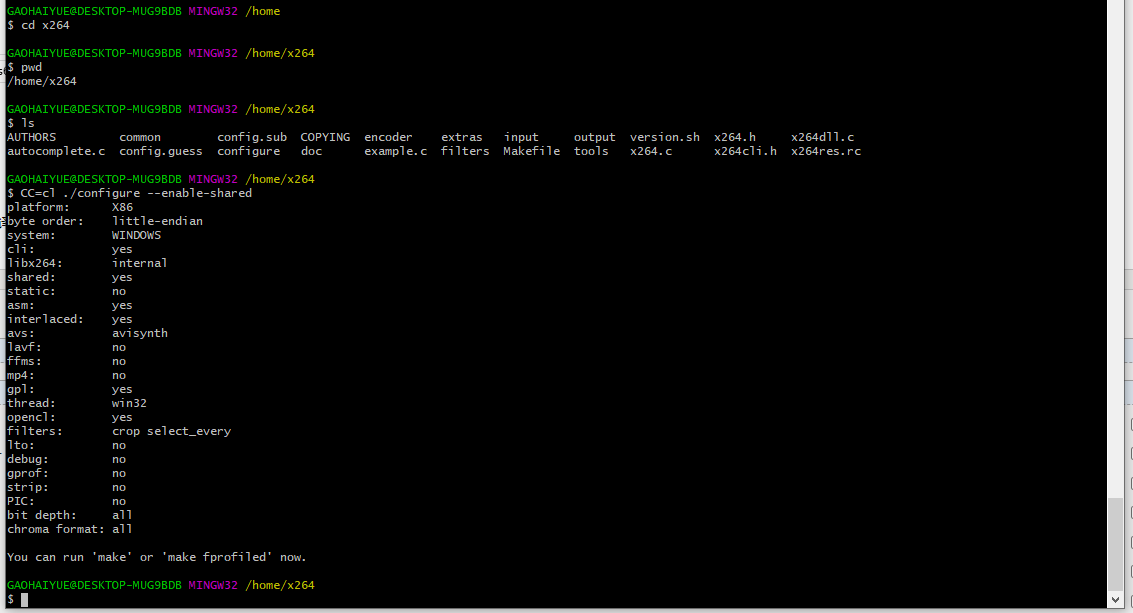 GAOHAIYUE@DESKTOP-MUG9BDB MINGW32 /home
$ cd x264
GAOHAIYUE@DESKTOP-MUG9BDB MINGW32 /home/x264
$ pwd
/home/x264
GAOHAIYUE@DESKTOP-MUG9BDB MINGW32 /home/x264
$ ls
AUTHORS         common        config.sub  COPYING  encoder    extras   input     output  version.sh  x264.h     x264dll.c
autocomplete.c  config.guess  configure   doc      example.c  filters  Makefile  tools   x264.c      x264cli.h  x264res.rc
GAOHAIYUE@DESKTOP-MUG9BDB MINGW32 /home/x264
$ CC=cl ./configure --enable-shared
platform:      X86
byte order:    little-endian
system:        WINDOWS
cli:           yes
libx264:       internal
shared:        yes
static:        no
asm:           yes
interlaced:    yes
avs:           avisynth
lavf:          no
ffms:          no
mp4:           no
gpl:           yes
thread:        win32
opencl:        yes
filters:       crop select_every
lto:           no
debug:         no
gprof:         no
strip:         no
PIC:           no
bit depth:     all
chroma format: all
You can run 'make' or 'make fprofiled' now.
GAOHAIYUE@DESKTOP-MUG9BDB MINGW32 /home/x264
$